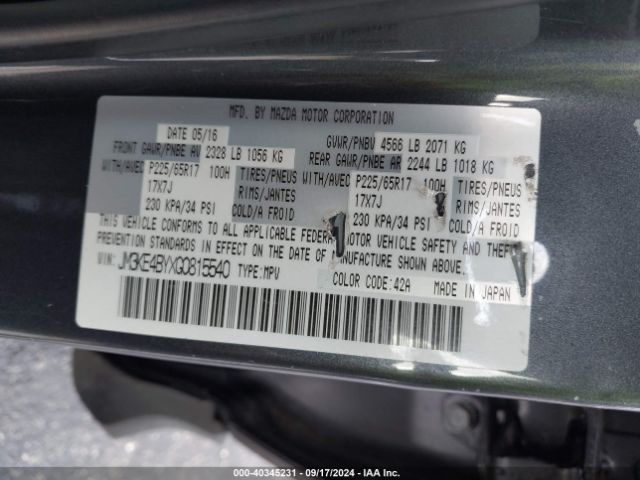 MFD. BY MAZDA MOTOR CORPORATION
DATE 05/16 GVWR/PNBV 4566 LB 2071 KG
FRONT GAWR/PNBE AV 2328 LB 1056 KG REAR GAWR/PNBE AR 2244 LB 1018 KG
WITH/AVEC P225/65R17 100H TIRES/PNEUS WITH/AVEC P225/65R17 100H TIRES/PNEUS
17X7J RIMS/JANTES 17X7J RIMS/JANTES
230 KPA/34 PSI COLD/A FROID 230 KPA/34 PSI COLD/A FROID
THIS VEHICLE CONFORMS TO ALL APPLICABLE FEDERAL MOTOR VEHICLE SAFETY AND THEFT
PREVENTION STANDARDS IN EFFECT ON THE DATE OF MANUFACTURE SHOWN ABOVE.
VIN: JM3KE4BYXG0815540 TYPE: MPV COLOR CODE: 42A MADE IN JAPAN
000-40345231 - 09/17/2024 - IAA Inc.